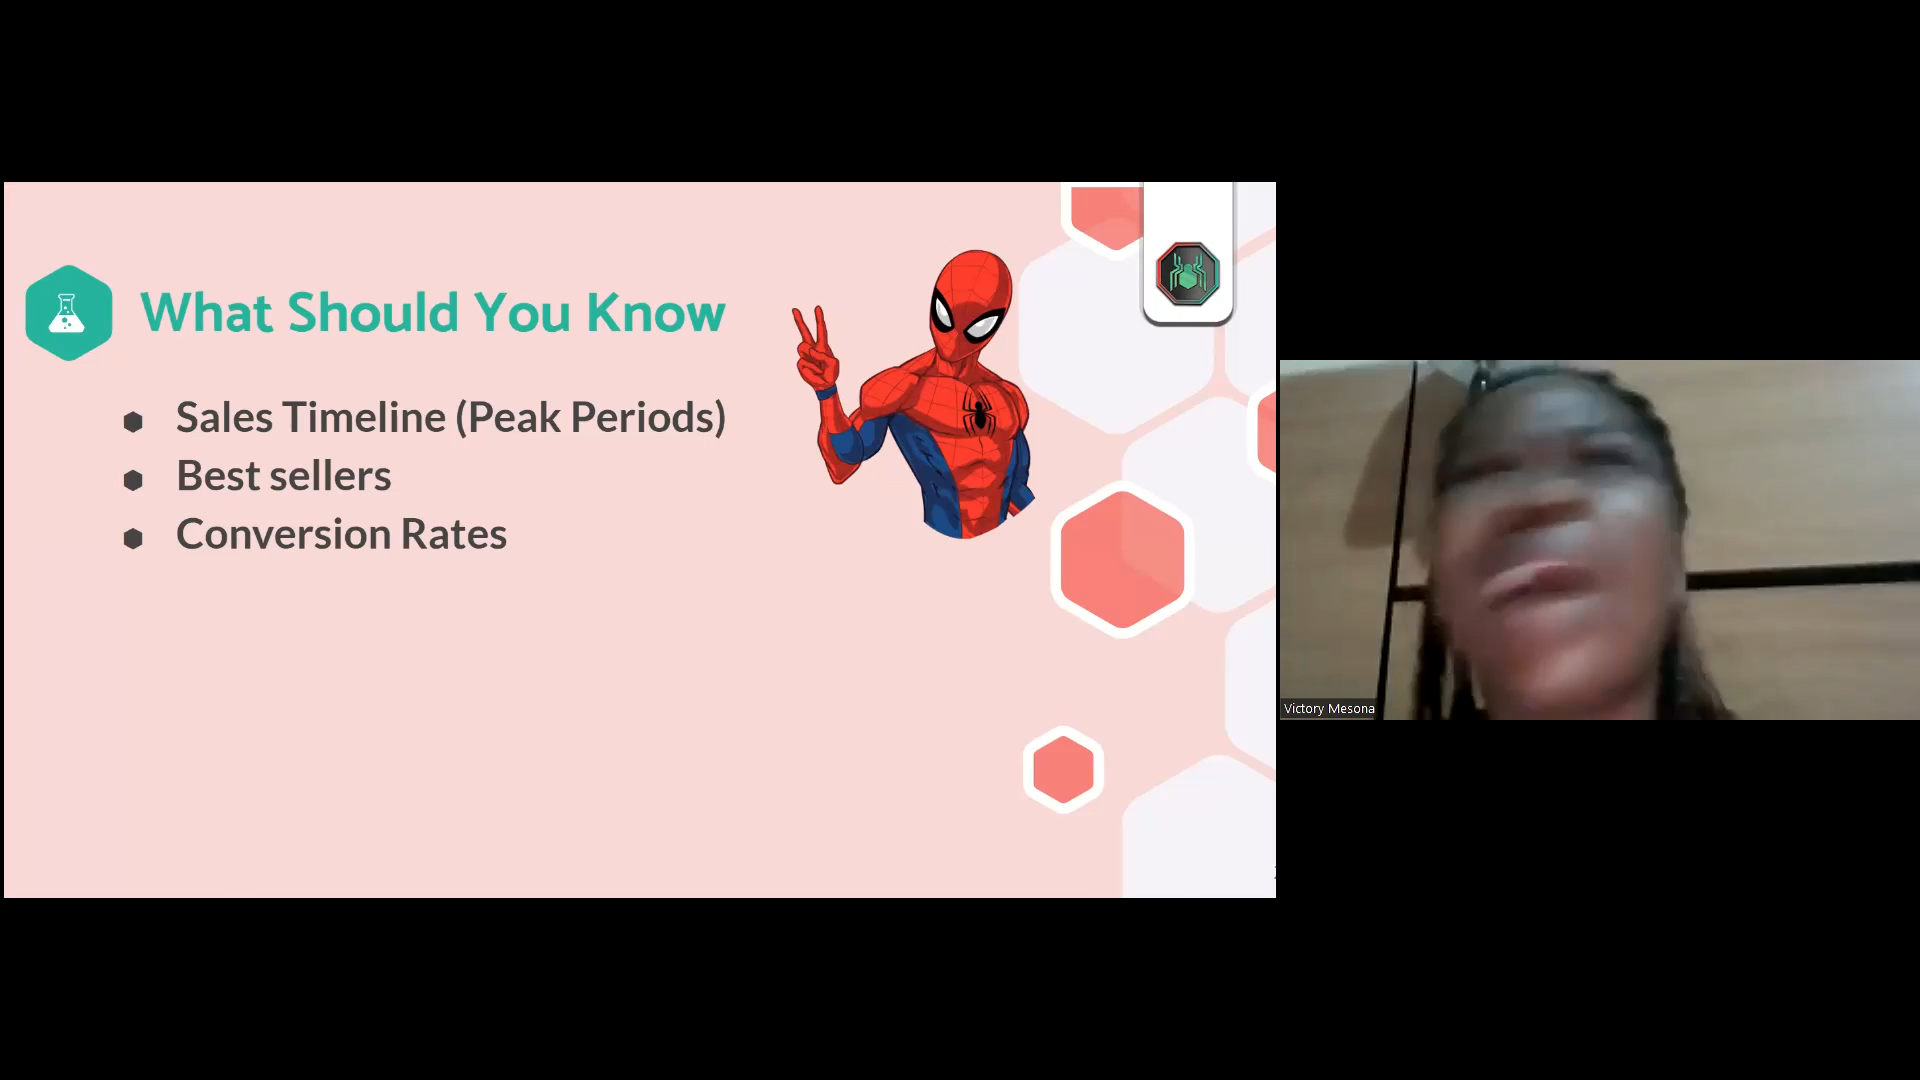 What Should You Know
Sales Timeline (Peak Periods)
Best sellers
Conversion Rates
Victory Mesona